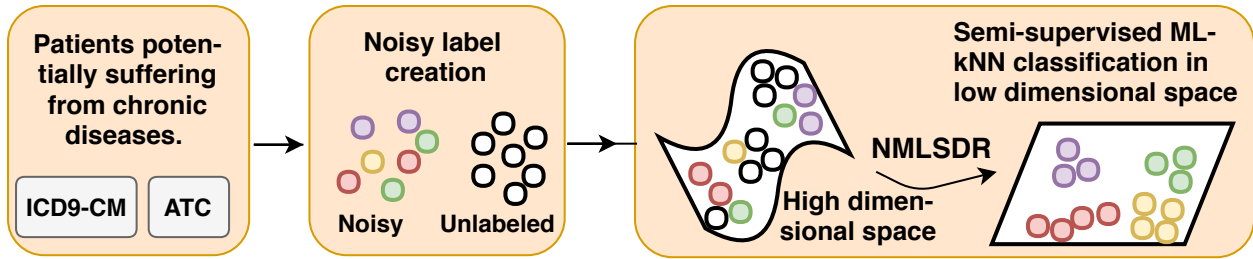 Patients poten-
tially suffering
from chronic
diseases.
ICD9-CM
ATC
Noisy label
creation
Noisy
Unlabeled
Semi-supervised ML-
kNN classification in
low dimensional space
NMLSDR
High dimen-
sional space